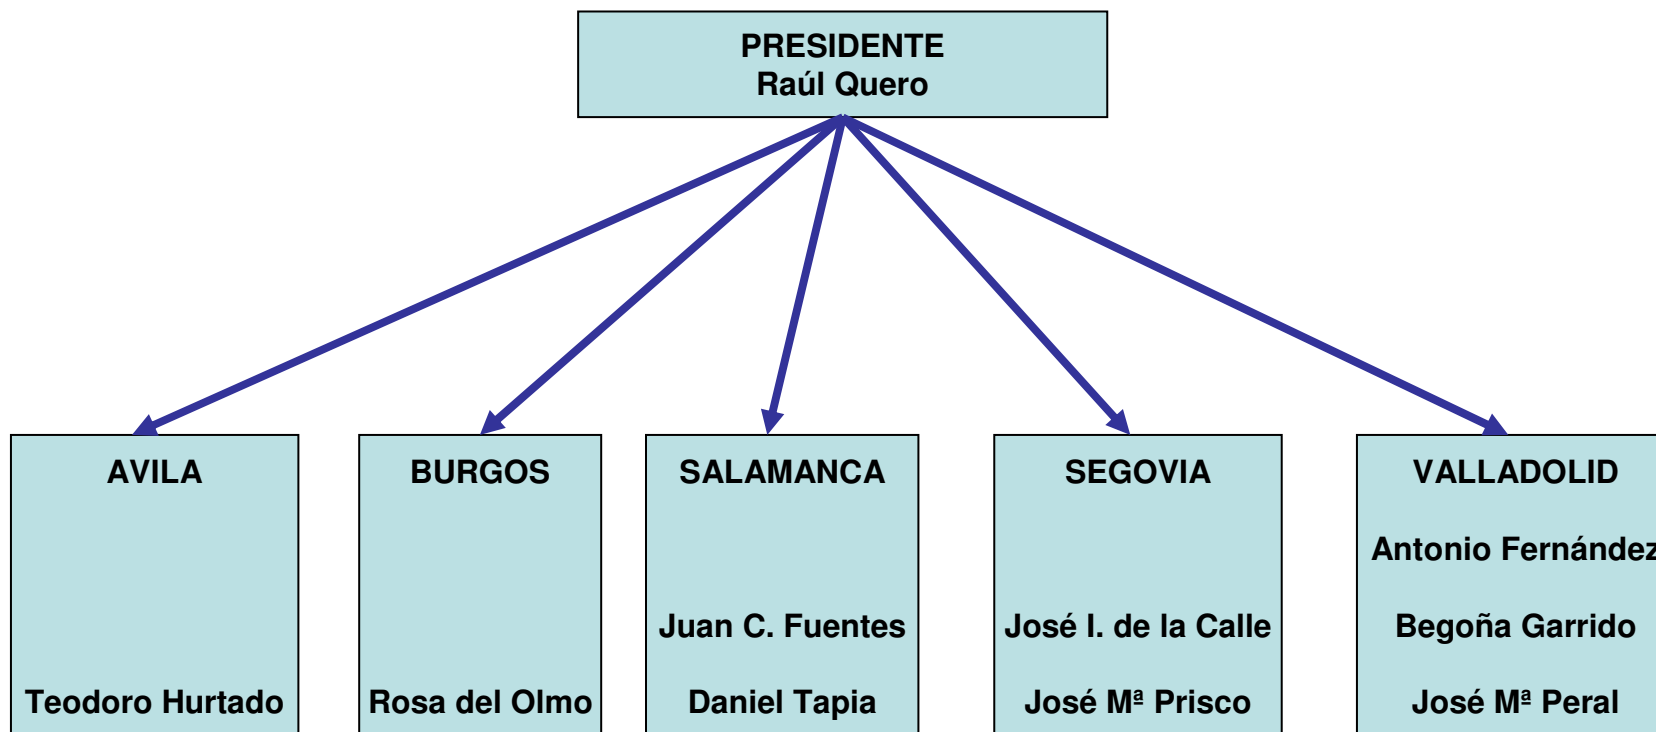 PRESIDENTE
Raúl Quero
AVILA
Teodoro Hurtado
BURGOS
Rosa del Olmo
SALAMANCA
Juan C. Fuentes
Daniel Tapia
SEGOVIA
José I. de la Calle
José Mª Prisco
VALLADOLID
Antonio Fernández
Begoña Garrido
José Mª Peral